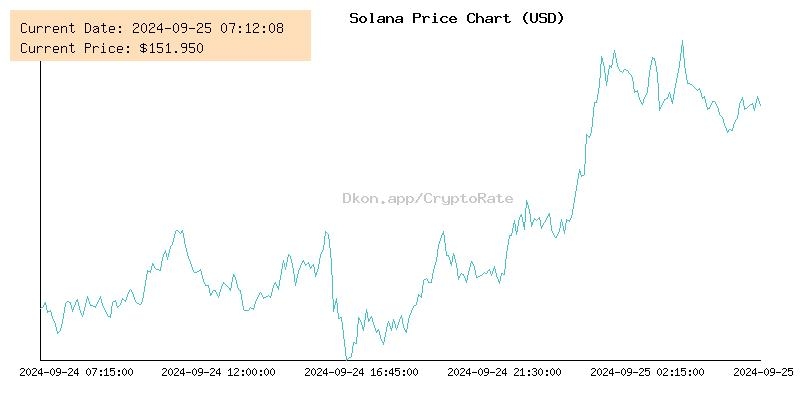 Solana Price Chart (USD)
Current Date: 2024-09-25 07:12:08
Current Price: $151.950
Dkon.app/CryptoRate
2024-09-24 07:15:00
2024-09-24 12:00:00
2024-09-24 16:45:00
2024-09-24 21:30:00
2024-09-25 02:15:00
2024-09-25